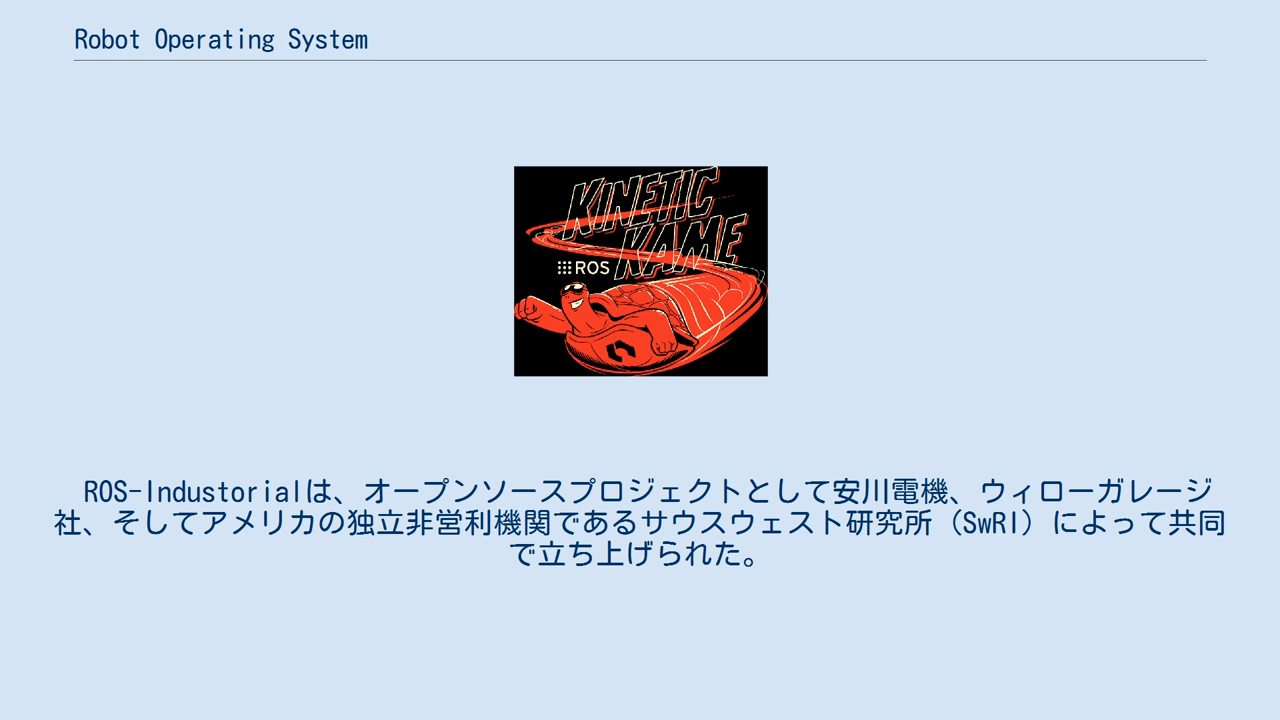 Robot Operating System
KINETIC
KAME
ROS
ROS-Industorialは、オープンソースプロジェクトとして安川電機、ウィローガレージ
社、そしてアメリカの独立非営利機関であるサウスウェスト研究所（SwRI）によって共同
で立ち上げられた。